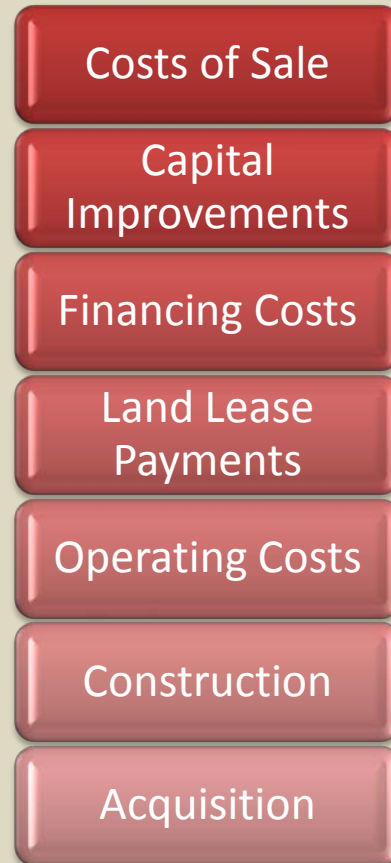 Costs of Sale
Capital
Improvements
Financing Costs
Land Lease
Payments
Operating Costs
Construction
Acquisition